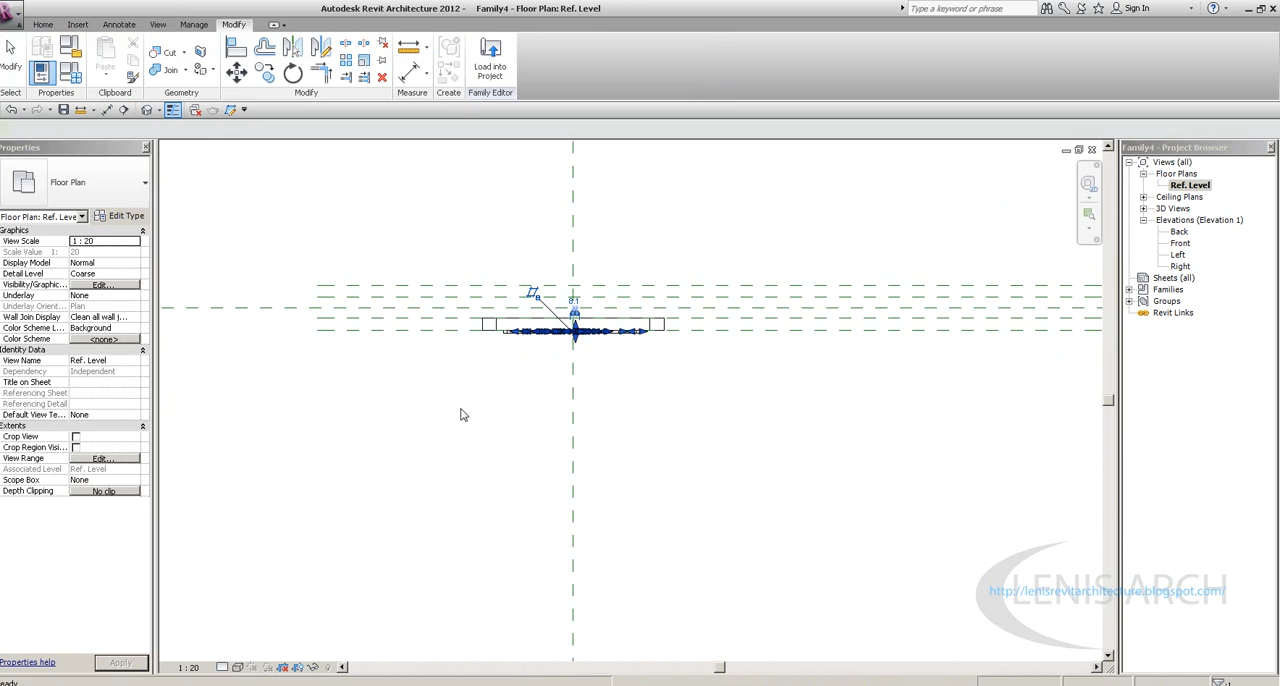 Autodesk Revit Architecture 2012 -    Family4 - Floor Plan: Ref. Level
Type a keyword or phrase
Sign In
Home
Insert
Annotate
View
Manage
Modify
Modify
Paste
Cut
Join
Load into
Project
Select
Properties
Clipboard
Geometry
Modify
Measure
Create
Family Editor
Properties
Floor Plan
Floor Plan: Ref. Leve
Edit Type
Graphics
View Scale
1 : 20
Scale Value 1:
20
Display Model
Normal
Detail Level
Coarse
Visibility/Graphic...
Edit...
Underlay
None
Underlay Orient...
Plan
Wall Join Display
Clean all wall j...
Color Scheme L...
Background
Color Scheme
<none>
Identity Data
View Name
Ref. Level
Dependency
Independent
Title on Sheet
Referencing Sheet
Referencing Detail
Default View Te...
None
Extents
Crop View
Crop Region Visi...
View Range
Edit...
Associated Level
Ref. Level
Scope Box
None
Depth Clipping
No clip
Properties help
Apply
Family4 - Project Browser
Views (all)
Floor Plans
Ref. Level
Ceiling Plans
3D Views
Elevations (Elevation 1)
Back
Front
Left
Right
Sheets (all)
Families
Groups
Revit Links
LENIS ARCH
http://lenisrevitarchitecture.blogspot.com/
1 : 20